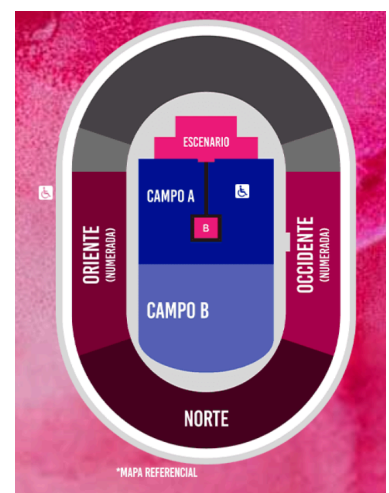 ESCENARIO
CAMPO A
B
ORIENTE
(NUMERADA)
OCCIDENTE
(NUMERADA)
CAMPO B
NORTE
*MAPA REFERENCIAL